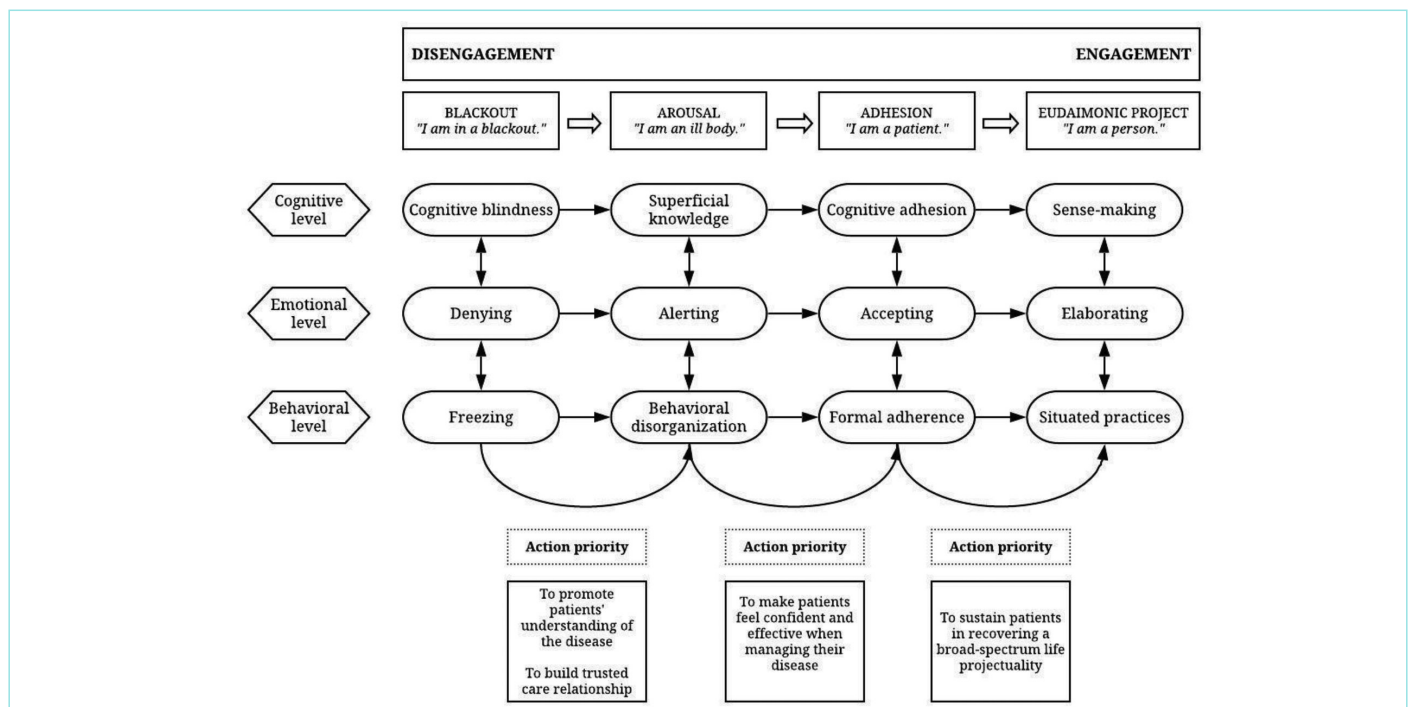 DISENGAGEMENT
ENGAGEMENT
BLACKOUT
"I am in a blackout."
AROUSAL
"I am an ill body."
ADHESION
"I am a patient."
EUDAIMONIC PROJECT
"I am a person."
Cognitive
level
Cognitive blindness
Superficial
knowledge
Cognitive adhesion
Sense-making
Emotional
level
Denying
Alerting
Accepting
Elaborating
Behavioral
level
Freezing
Behavioral
disorganization
Formal adherence
Situated practices
Action priority
To promote
patients'
understanding of
the disease
To build trusted
care relationship
Action priority
To make patients
feel confident and
effective when
managing their
disease
Action priority
To sustain patients
in recovering a
broad-spectrum life
projectuality